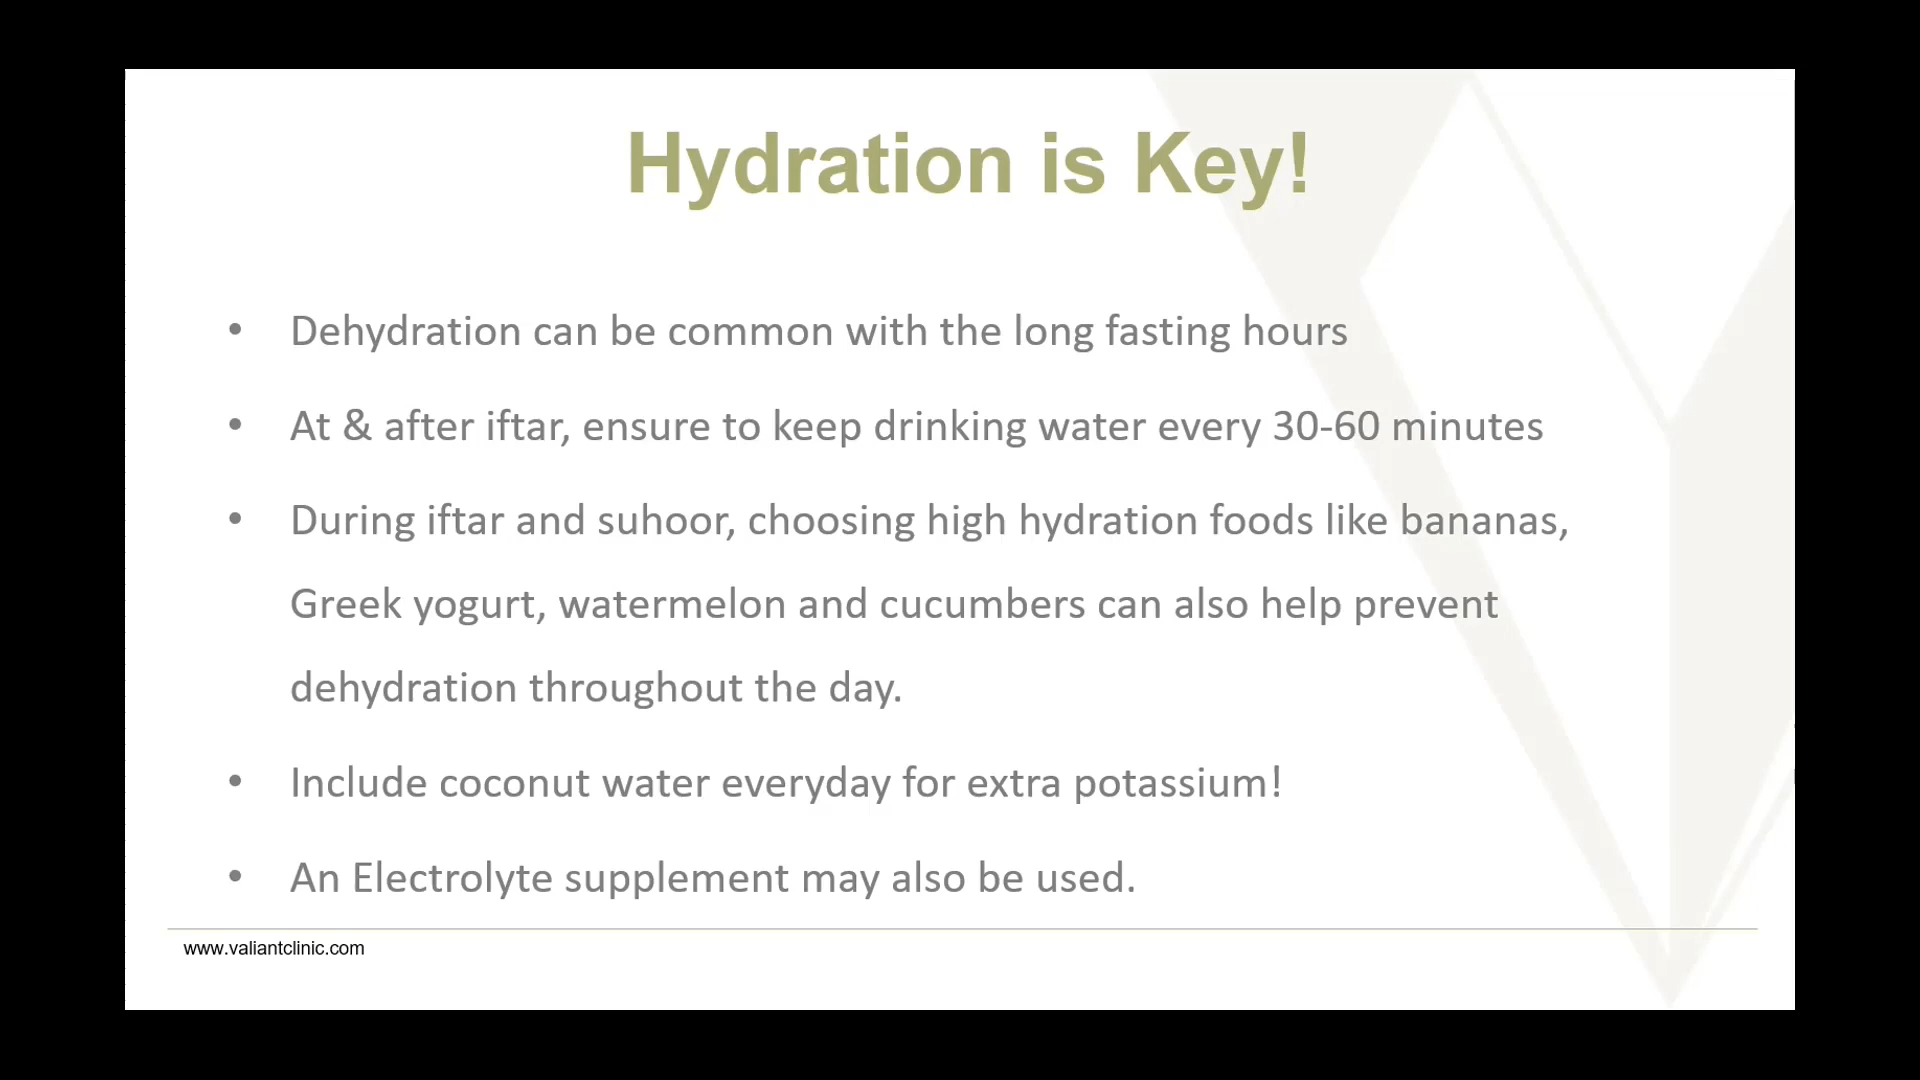 Hydration is Key!
• Dehydration can be common with the long fasting hours
• At & after iftar, ensure to keep drinking water every 30-60 minutes
• During iftar and suhoor, choosing high hydration foods like bananas,
Greek yogurt, watermelon and cucumbers can also help prevent
dehydration throughout the day.
• Include coconut water everyday for extra potassium!
• An Electrolyte supplement may also be used.
www.valiantclinic.com